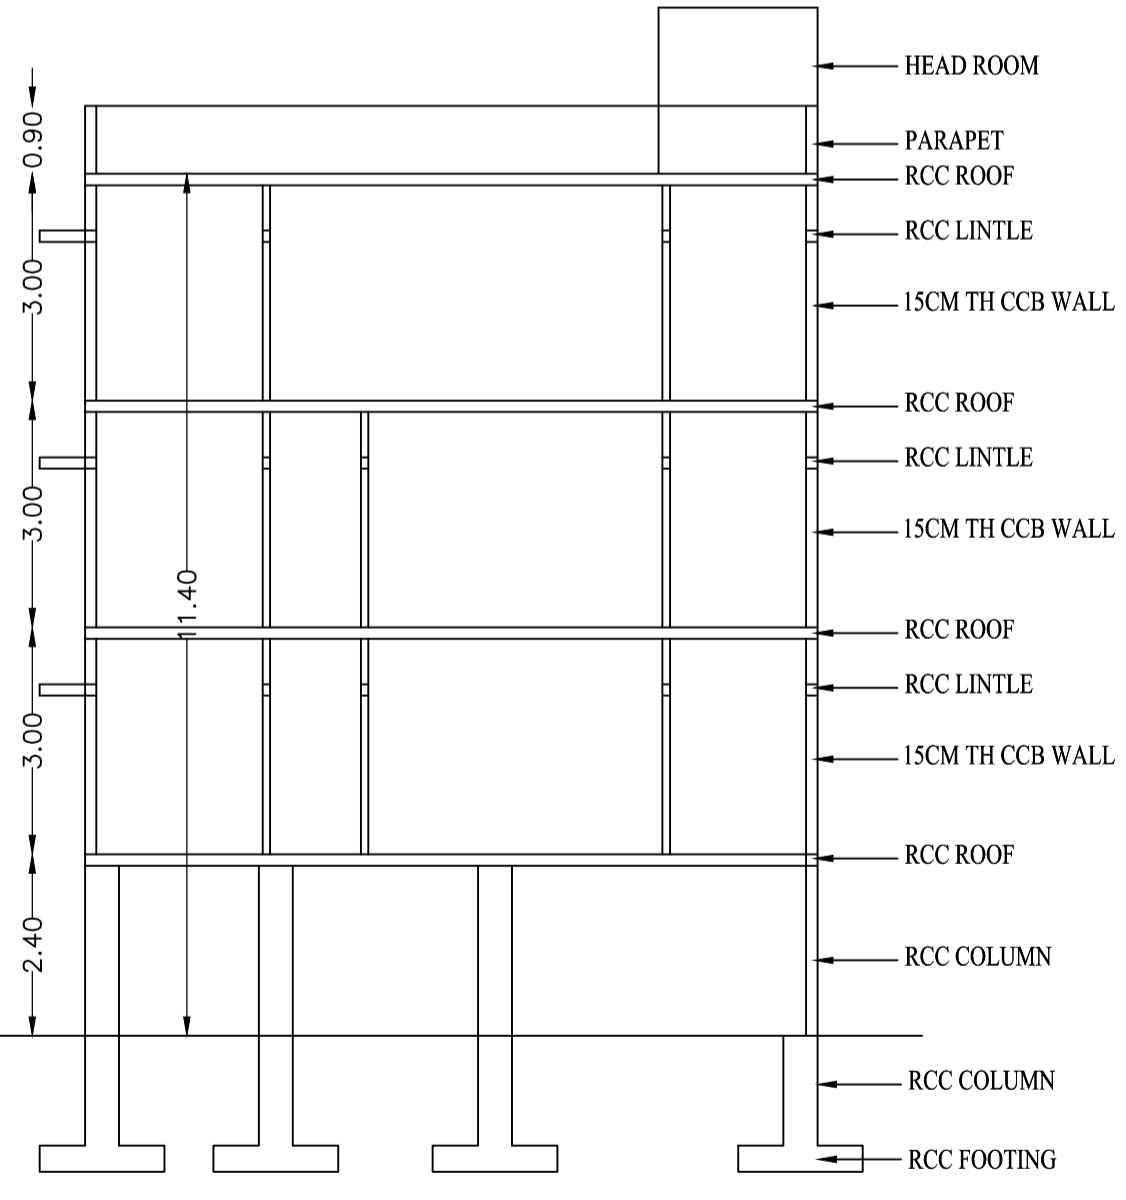 HEAD ROOM
0.90
PARAPET
RCC ROOF
RCC LINTLE
3.00
15CM TH CCB WALL
RCC ROOF
RCC LINTLE
3.00
15CM TH CCB WALL
11.40
RCC ROOF
RCC LINTLE
3.00
15CM TH CCB WALL
RCC ROOF
2.40
RCC COLUMN
RCC COLUMN
RCC FOOTING